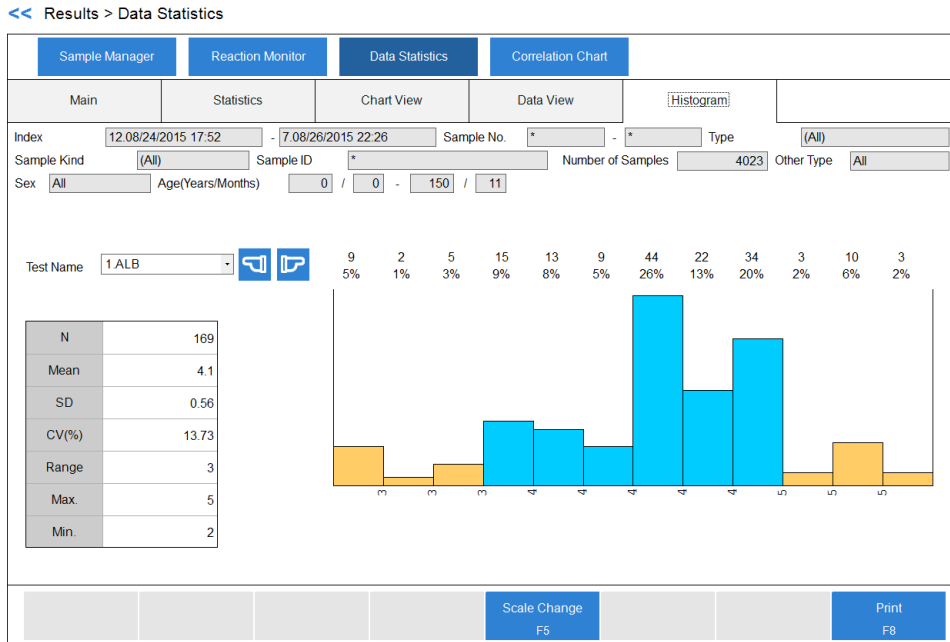 << Results > Data Statistics
Sample Manager Reaction Monitor Data Statistics Correlation Chart
Main Statistics Chart View Data View Histogram
Index 12.08/24/2015 17:52 - 7.08/26/2015 22:26 Sample No. * - * Type (All)
Sample Kind (All) Sample ID * Number of Samples 4023 Other Type All
Sex All Age(Years/Months) 0 / 0 - 150 / 11
Test Name 1.ALB
9 2 5 15 13 9 44 22 34 3 10 3
5% 1% 3% 9% 8% 5% 26% 13% 20% 2% 6% 2%
N 169
Mean 4.1
SD 0.56
CV(%) 13.73
Range 3
Max. 5
Min. 2
3 3 3 4 4 4 4 4 5 5 5
Scale Change Print
F5 F8